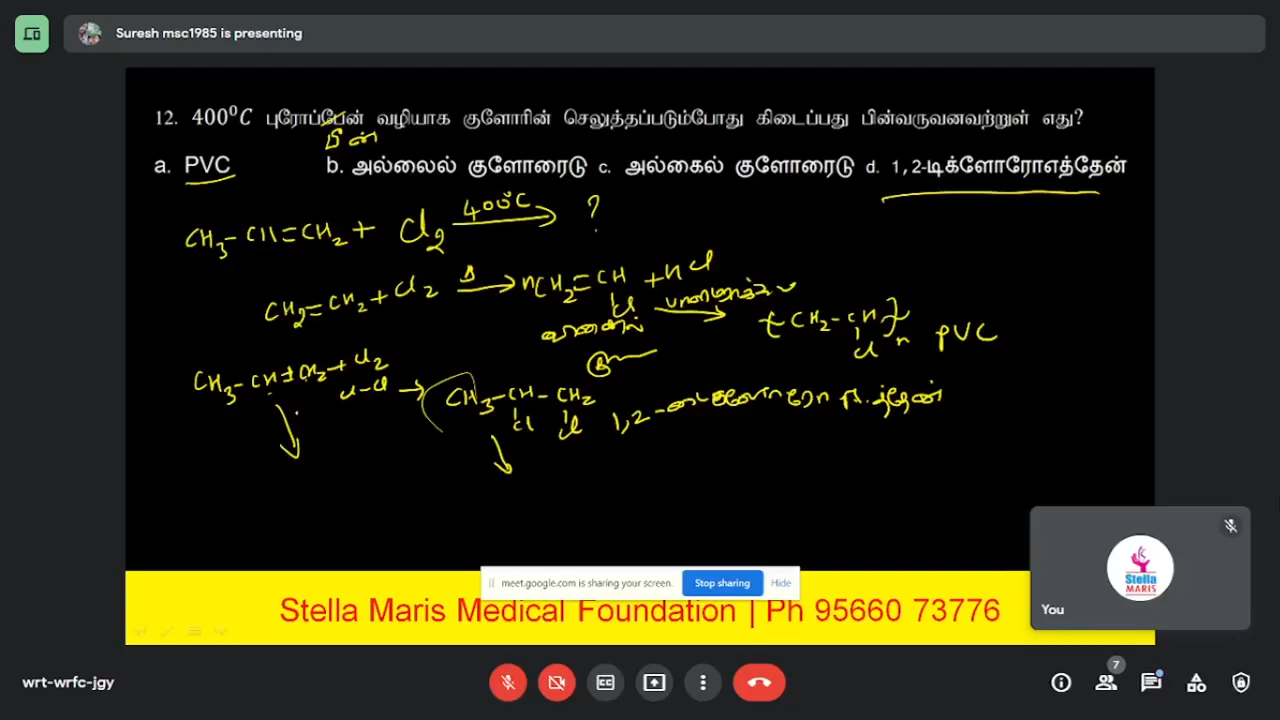 Suresh msc1985 is presenting
12. 400⁰C புரோப்பேன் வழியாக குளோரின் செலுத்தப்படும்போது கிடைப்பது பின்வருவனவற்றுள் எது?
பீன்
a. PVC b. அல்லைல் குளோரைடு c. அல்கைல் குளோரைடு d. 1, 2-டிக்ளோரோஎத்தேன்
CH₃-CH=CH₂+ Cl₂ 400°C ?
CH₂=CH₂+Cl₂ Δ nCH₂=CH +HCl
Cl
{CH₂-CH}n PVC
Cl
CH₃-CH=CH₂+Cl₂
Cl-Cl
CH₃-CH-CH₂
Cl Cl 1,2-
meet.google.com is sharing your screen. Stop sharing Hide
Stella Maris Medical Foundation | Ph 95660 73776
Stella
MARIS
You
wrt-wrfc-jgy
7